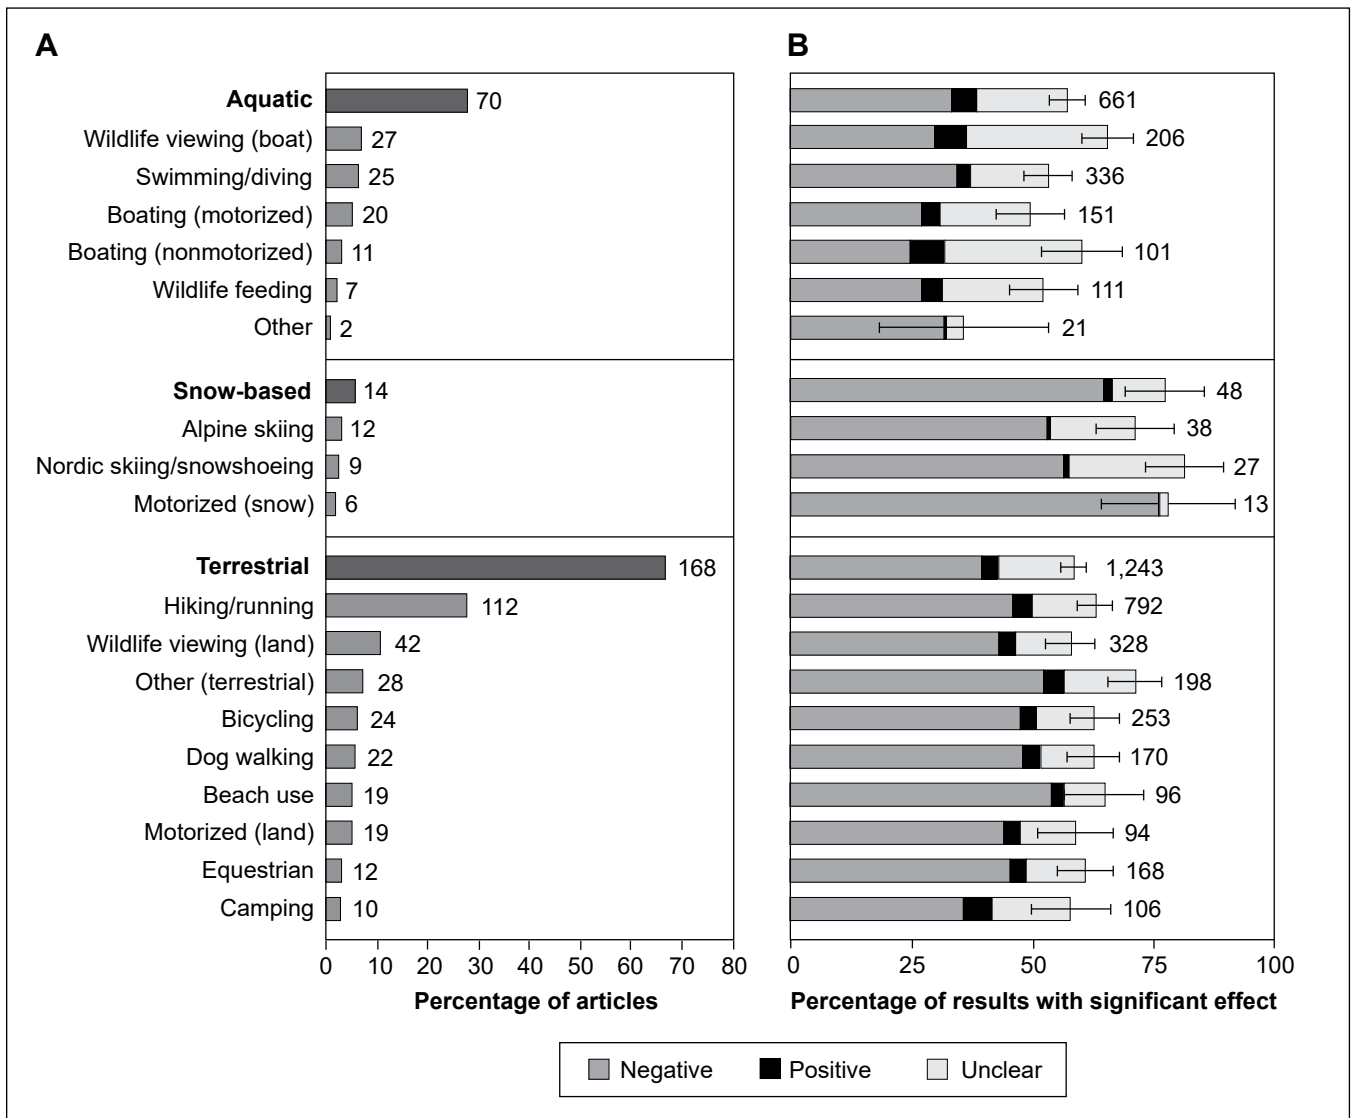 A
B
Aquatic 70 661
Wildlife viewing (boat) 27 206
Swimming/diving 25 336
Boating (motorized) 20 151
Boating (nonmotorized) 11 101
Wildlife feeding 7 111
Other 2 21
Snow-based 14 48
Alpine skiing 12 38
Nordic skiing/snowshoeing 9 27
Motorized (snow) 6 13
Terrestrial 168 1,243
Hiking/running 112 792
Wildlife viewing (land) 42 328
Other (terrestrial) 28 198
Bicycling 24 253
Dog walking 22 170
Beach use 19 96
Motorized (land) 19 94
Equestrian 12 168
Camping 10 106
0 10 20 30 40 50 60 70 80
0 25 50 75 100
Percentage of articles
Percentage of results with significant effect
Negative Positive Unclear